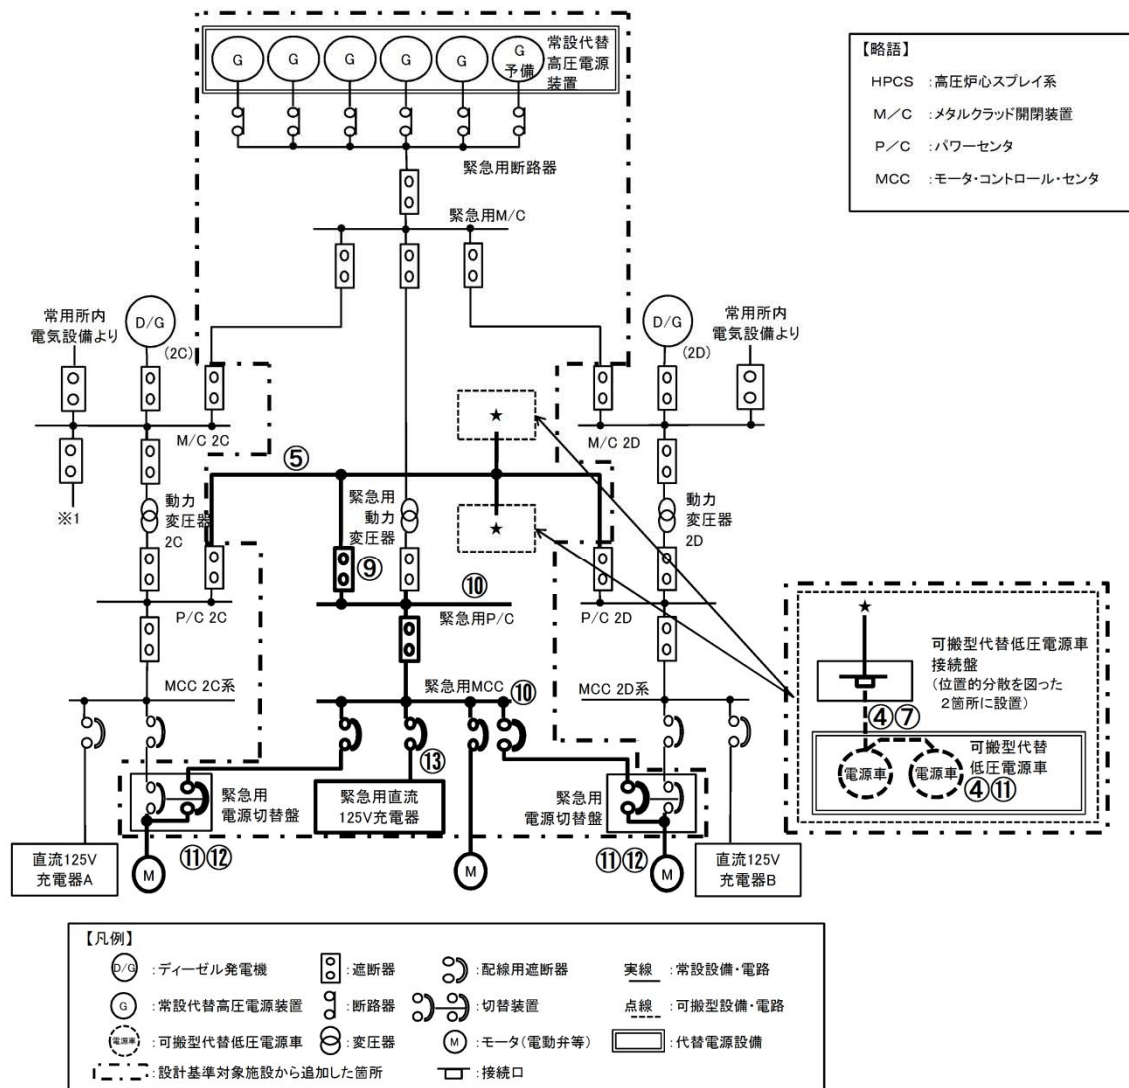 G
G
G
G
G
G
予備
常設代替
高圧電源
装置
緊急用断路器
緊急用M/C
【略語】
HPCS :高圧炉心スプレイ系
M/C :メタルクラッド開閉装置
P/C :パワーセンタ
MCC :モータ・コントロール・センタ
常用所内
電気設備より
D/G
(2C)
D/G
(2D)
常用所内
電気設備より
M/C 2C
M/C 2D
★
⑤
※1
動力
変圧器
2C
緊急用
動力
変圧器
★
動力
変圧器
2D
⑨
⑩
P/C 2C
緊急用P/C
P/C 2D
MCC 2C系
緊急用MCC
⑩
MCC 2D系
⑬
緊急用
電源切替盤
緊急用直流
125V充電器
緊急用
電源切替盤
⑪⑫
⑪⑫
直流125V
充電器A
M
M
M
直流125V
充電器B
★
可搬型代替低圧電源車
接続盤
(位置的分散を図った
2箇所に設置)
④⑦
電源車
電源車
可搬型代替
低圧電源車
④⑪
【凡例】
D/G :ディーゼル発電機
:遮断器
:配線用遮断器
実線 :常設設備・電路
G :常設代替高圧電源装置
:断路器
:切替装置
点線 :可搬型設備・電路
電源車 :可搬型代替低圧電源車
:変圧器
M :モータ(電動弁等)
:代替電源設備
:設計基準対象施設から追加した箇所
:接続口